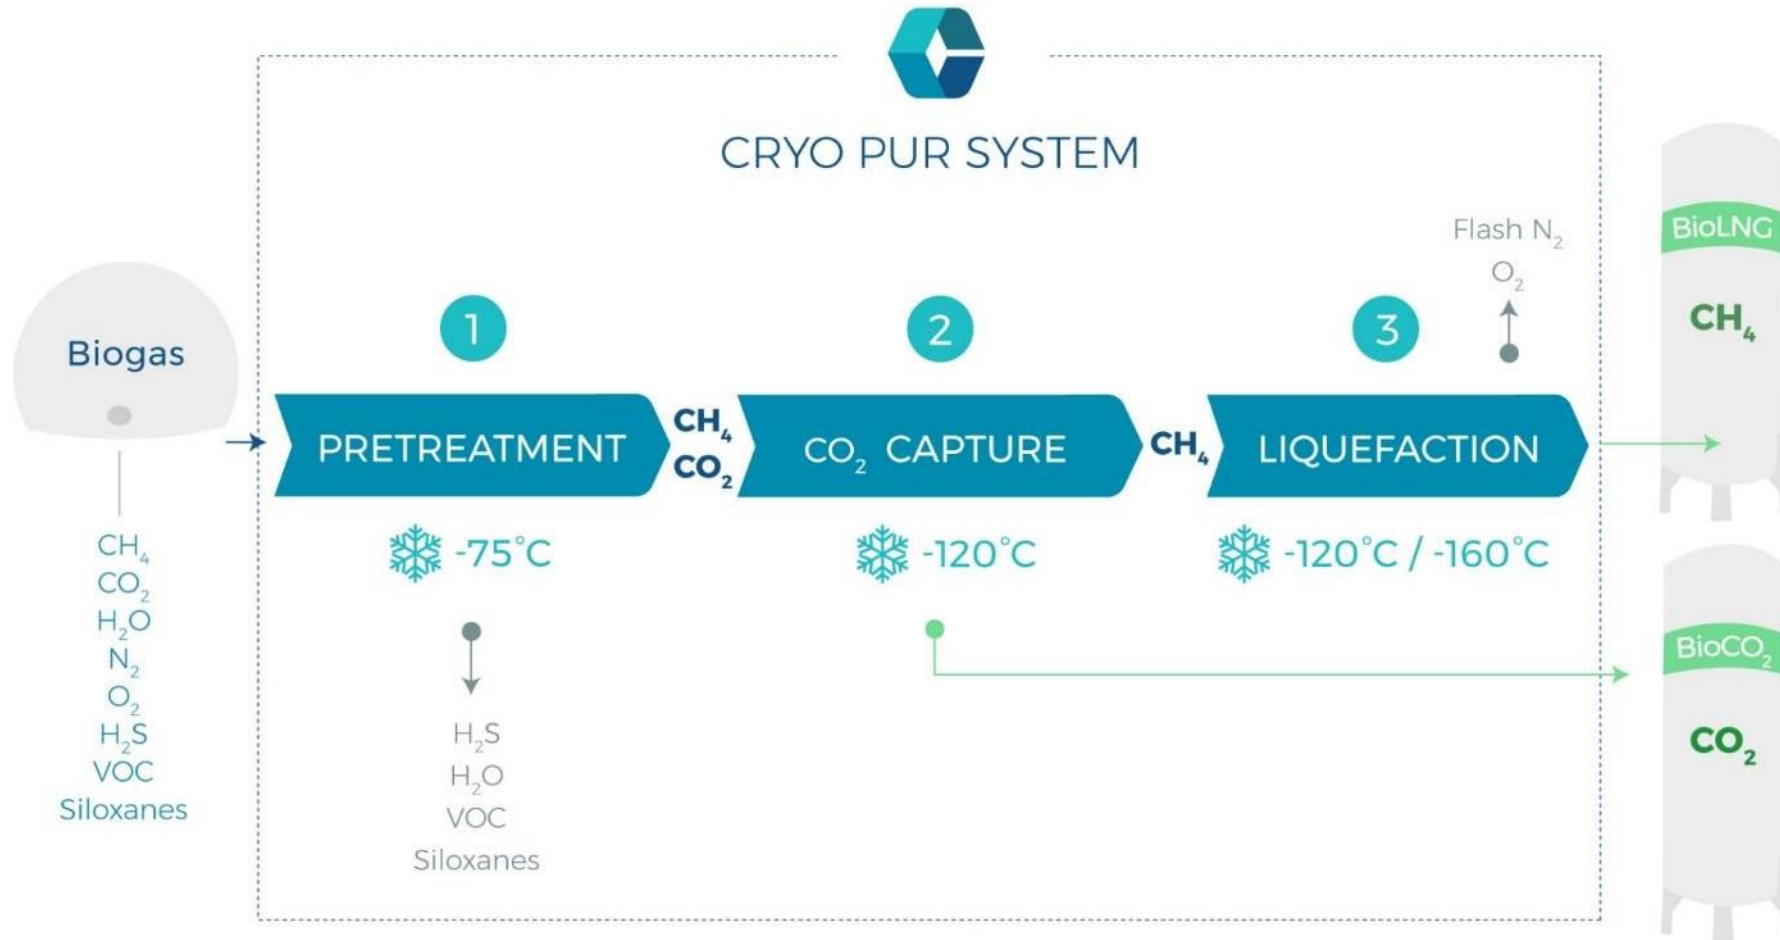 CRYO PUR SYSTEM
Flash N₂
O₂
BioLNG
CH₄
1
2
3
Biogas
PRETREATMENT
CH₄
CO₂
CO₂ CAPTURE
CH₄
LIQUEFACTION
-75°C
-120°C
-120°C / -160°C
CH₄
CO₂
H₂O
N₂
O₂
H₂S
VOC
Siloxanes
H₂S
H₂O
VOC
Siloxanes
BioCO₂
CO₂